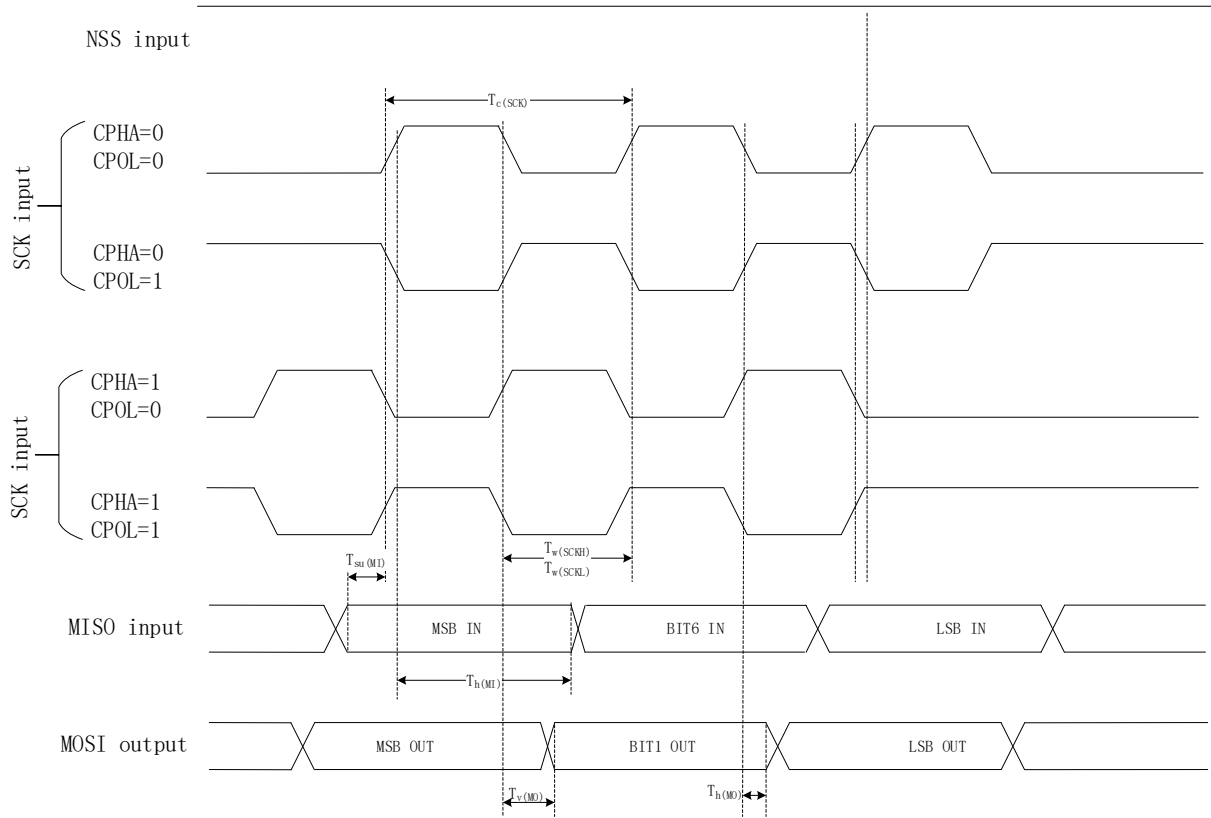 NSS input
Tc(SCK)
CPHA=0
CPOL=0
SCK input
CPHA=0
CPOL=1
CPHA=1
CPOL=0
SCK input
CPHA=1
CPOL=1
Tw(SCKH)
Tw(SCKL)
Tsu(MI)
MISO input
MSB IN
BIT6 IN
LSB IN
Th(MI)
MOSI output
MSB OUT
BIT1 OUT
LSB OUT
Tv(MO)
Th(MO)